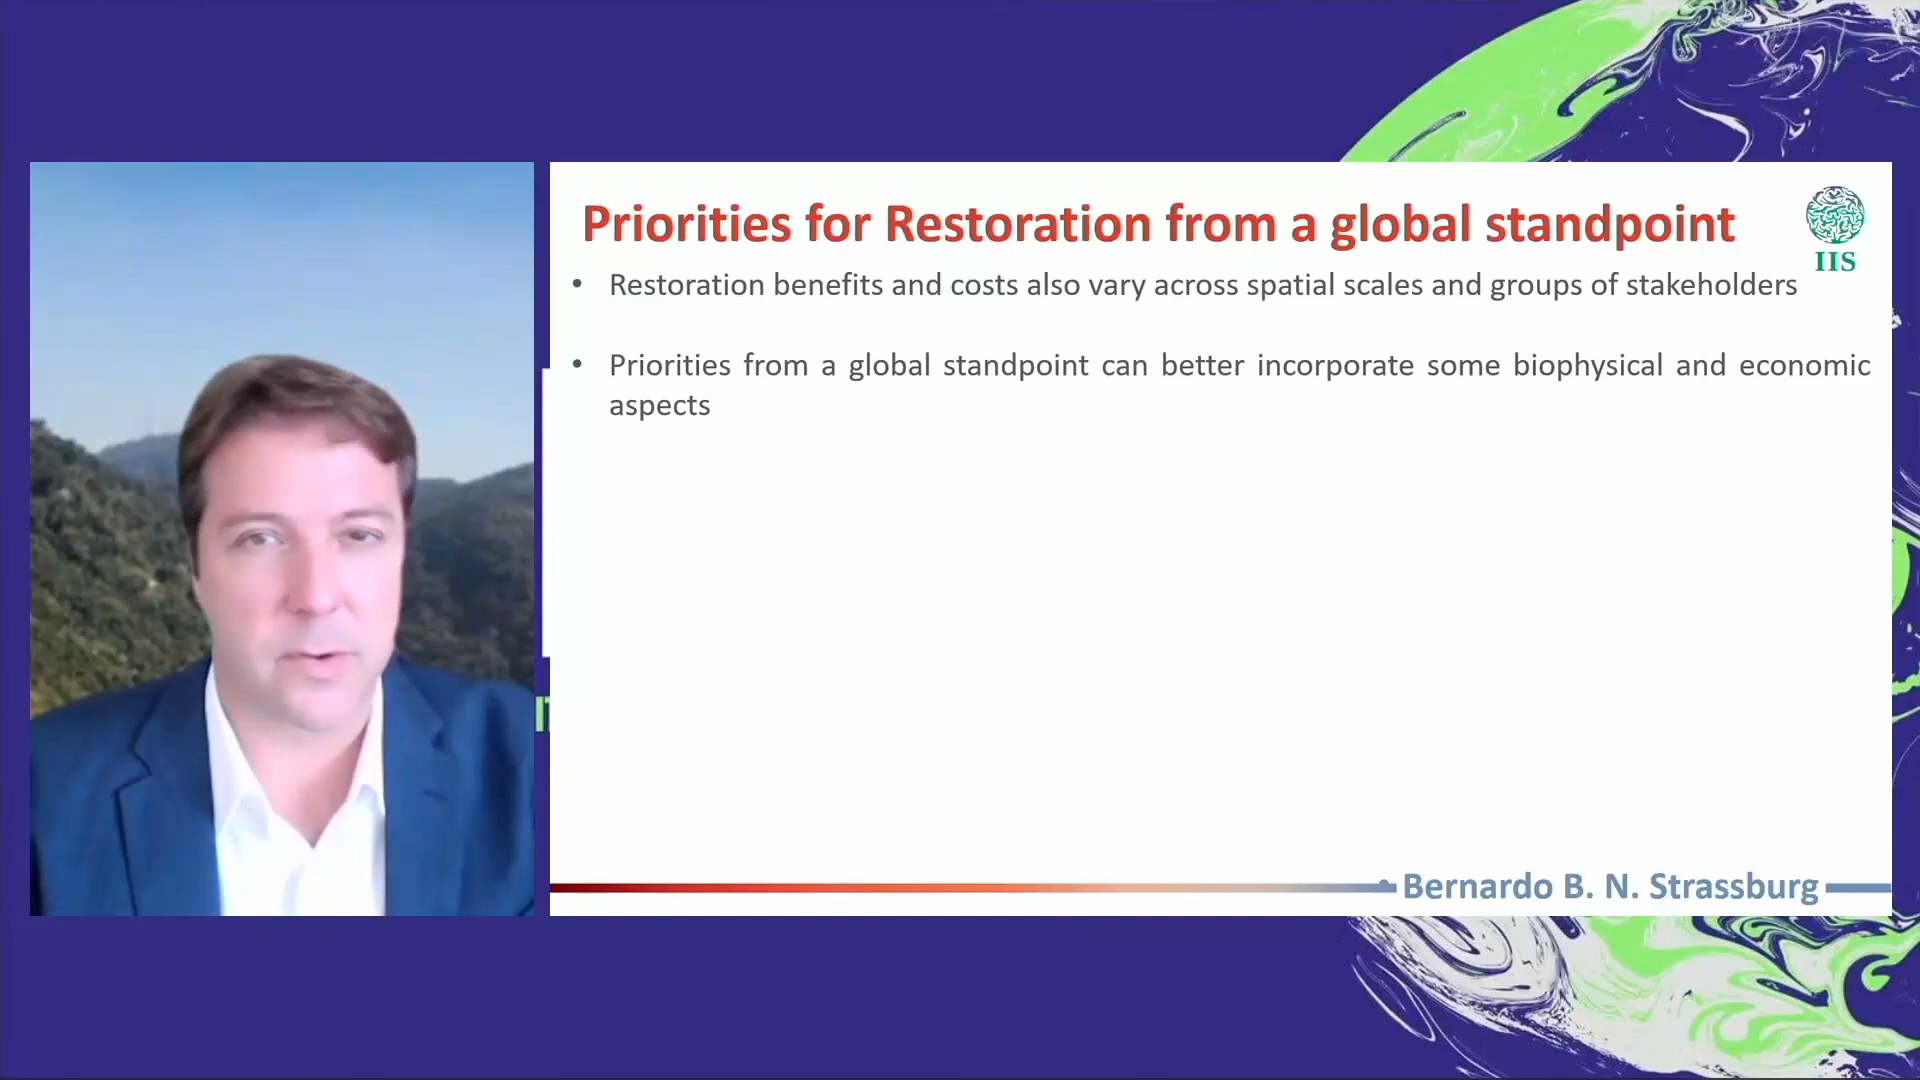 Priorities for Restoration from a global standpoint
IIS
• Restoration benefits and costs also vary across spatial scales and groups of stakeholders
• Priorities from a global standpoint can better incorporate some biophysical and economic
aspects
• Bernardo B. N. Strassburg